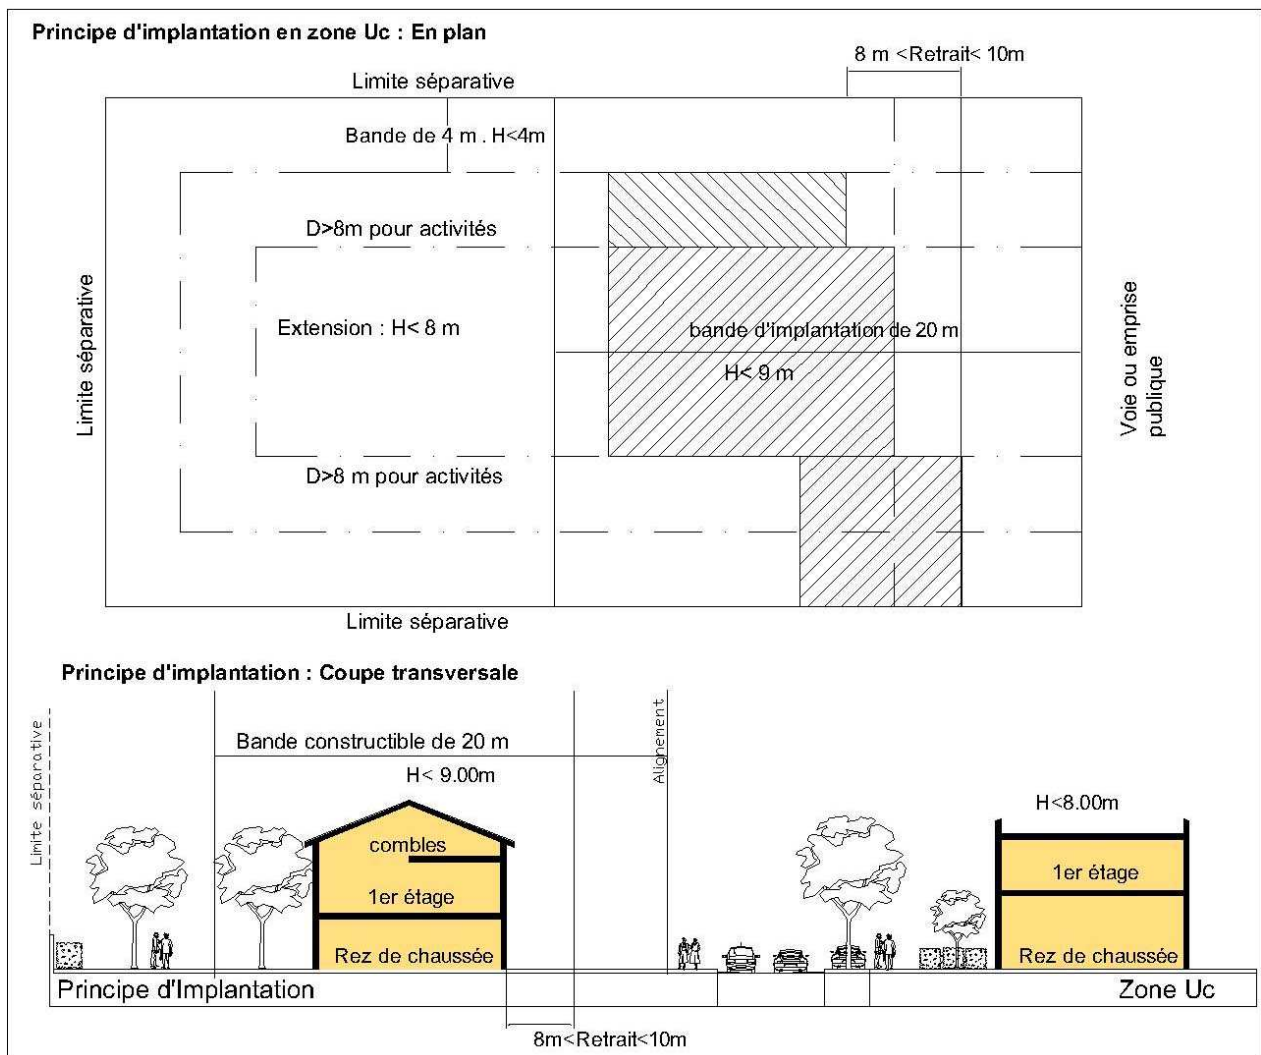 Principe d'implantation en zone Uc : En plan
8 m <Retrait< 10m
Limite séparative
Bande de 4 m . H<4m
D>8m pour activités
Limite séparative
Extension : H< 8 m
bande d'implantation de 20 m
H< 9 m
Voie ou emprise
publique
D>8 m pour activités
Limite séparative
Principe d'implantation : Coupe transversale
Limite séparative
Bande constructible de 20 m
Alignement
H< 9.00m
H<8.00m
combles
1er étage
1er étage
Rez de chaussée
Rez de chaussée
Principe d'Implantation
Zone Uc
8m<Retrait<10m